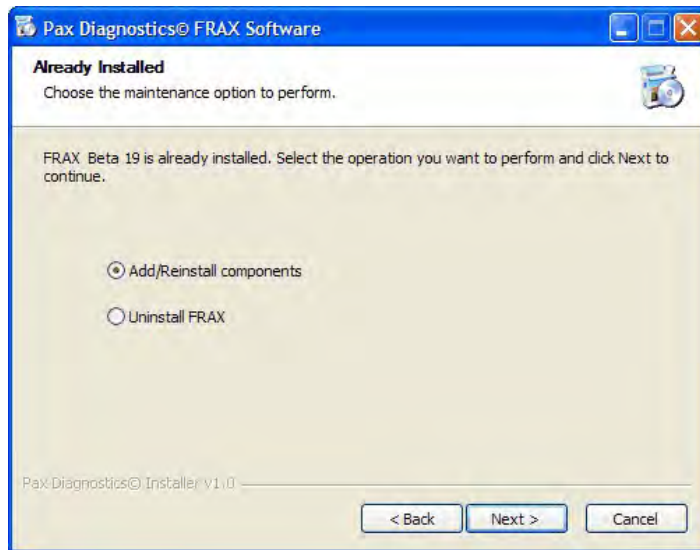 Pax Diagnostics© FRAX Software
Already Installed
Choose the maintenance option to perform.
FRAX Beta 19 is already installed. Select the operation you want to perform and click Next to
continue.
Add/Reinstall components
Uninstall FRAX
Pax Diagnostics© Installer v1.0
< Back
Next >
Cancel